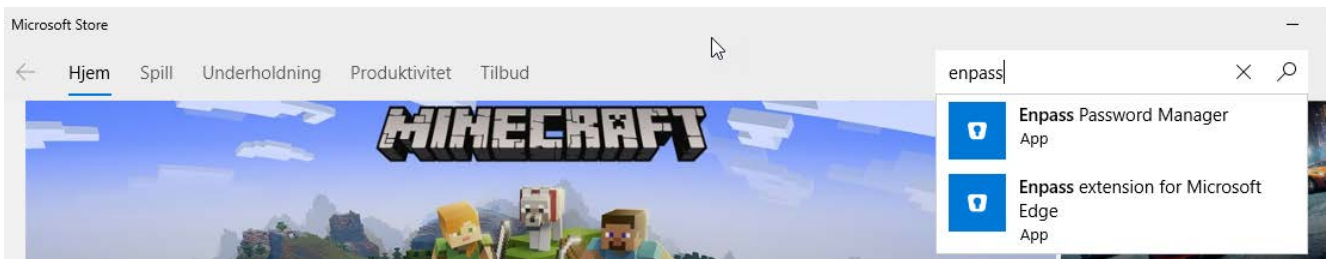 Microsoft Store
Hjem Spill Underholdning Produktivitet Tilbud
enpass
MINECRAFT
Enpass Password Manager
App
Enpass extension for Microsoft
Edge
App